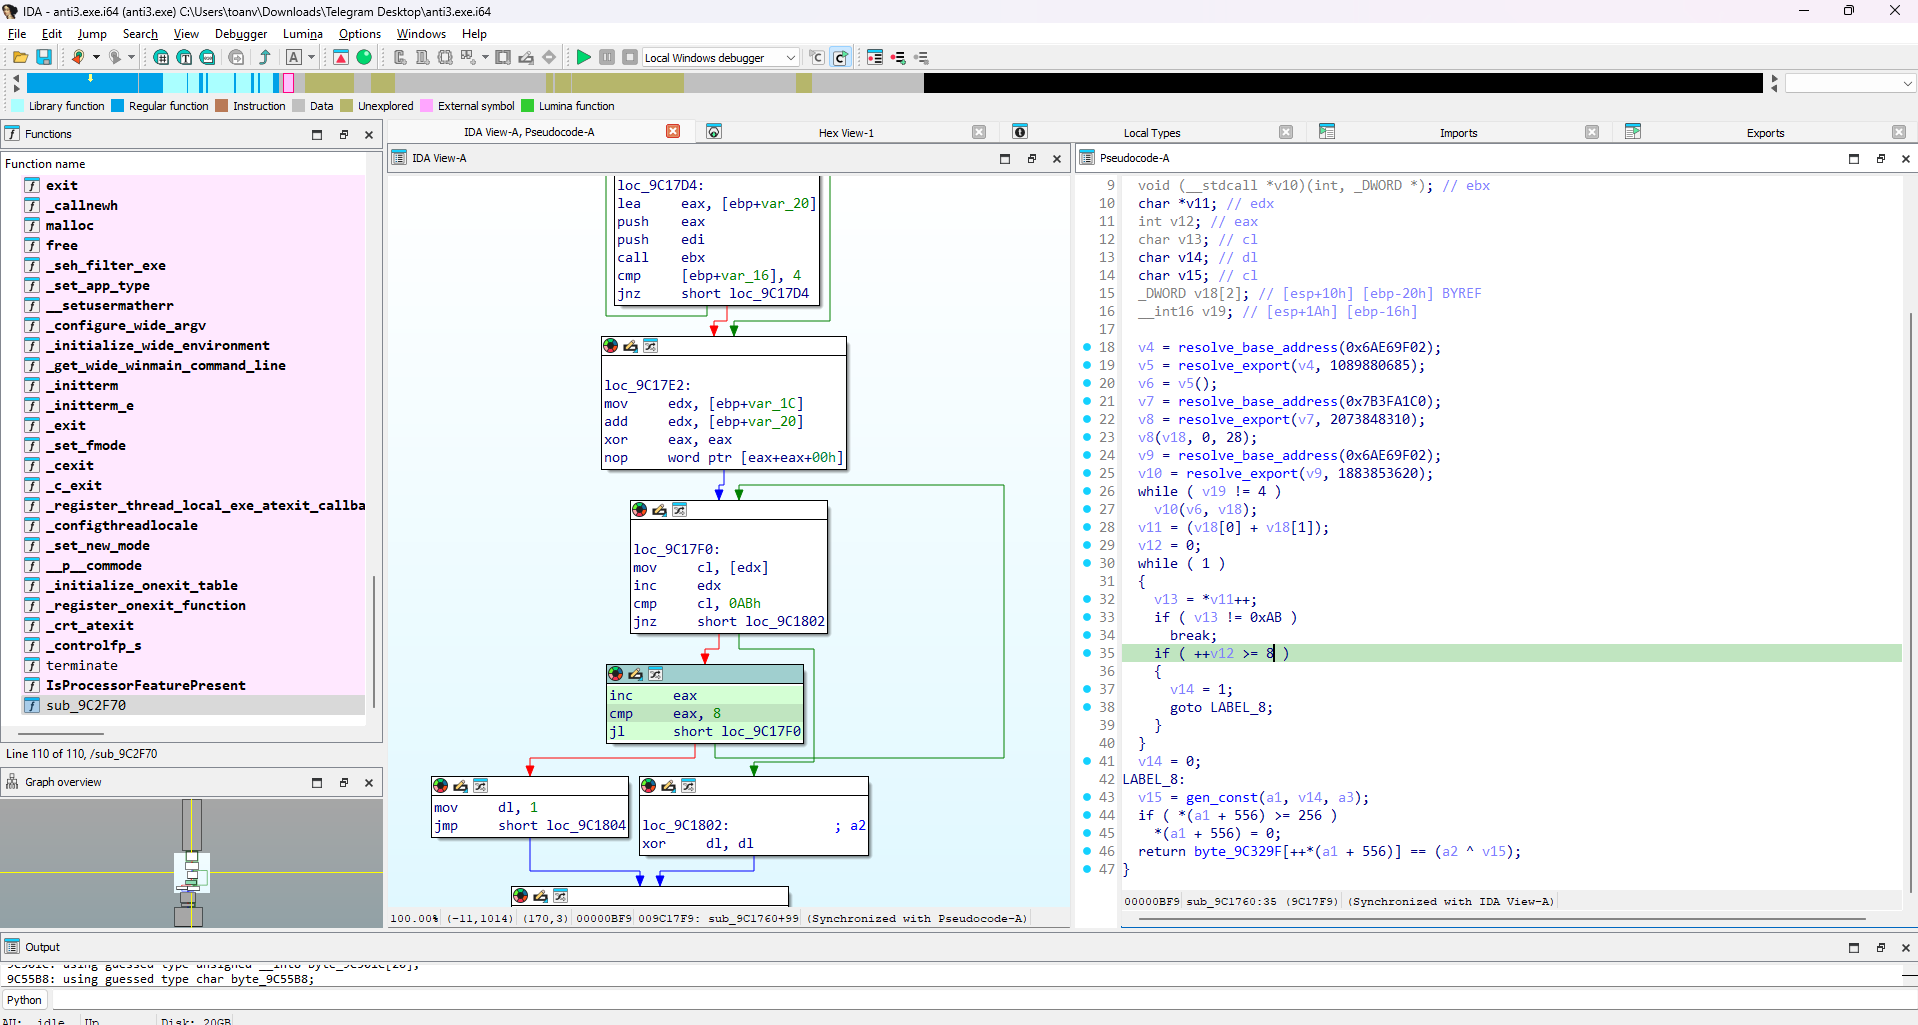 IDA - anti3.exe.i64 (anti3.exe) C:\Users\toanv\Downloads\Telegram Desktop\anti3.exe.i64
File Edit Jump Search View Debugger Lumina Options Windows Help
Local Windows debugger
Library function Regular function Instruction Data Unexplored External symbol Lumina function
Functions
Function name
exit
_callnewh
malloc
free
_seh_filter_exe
_set_app_type
__setusermatherr
_configure_wide_argv
_initialize_wide_environment
_get_wide_winmain_command_line
_initterm
_initterm_e
_exit
_set_fmode
_cexit
_c_exit
_register_thread_local_exe_atexit_callba
_configthreadlocale
_set_new_mode
__p__commode
_initialize_onexit_table
_register_onexit_function
_crt_atexit
_controlfp_s
terminate
IsProcessorFeaturePresent
sub_9C2F70
Line 110 of 110, /sub_9C2F70
Graph overview
IDA View-A, Pseudocode-A Hex View-1 Local Types Imports Exports
IDA View-A
loc_9C17D4:
lea eax, [ebp+var_20]
push eax
push edi
call ebx
cmp [ebp+var_16], 4
jnz short loc_9C17D4
loc_9C17E2:
mov edx, [ebp+var_1C]
add edx, [ebp+var_20]
xor eax, eax
nop word ptr [eax+eax+00h]
loc_9C17F0:
mov cl, [edx]
inc edx
cmp cl, 0ABh
jnz short loc_9C1802
inc eax
cmp eax, 8
jl short loc_9C17F0
mov dl, 1
jmp short loc_9C1804
loc_9C1802: ; a2
xor dl, dl
100.00% (-11,1014) (170,3) 00000BF9 009C17F9: sub_9C1760+99 (Synchronized with Pseudocode-A)
Pseudocode-A
9 void (__stdcall *v10)(int, _DWORD *); // ebx
10 char *v11; // edx
11 int v12; // eax
12 char v13; // cl
13 char v14; // dl
14 char v15; // cl
15 _DWORD v18[2]; // [esp+10h] [ebp-20h] BYREF
16 __int16 v19; // [esp+1Ah] [ebp-16h]
17
18 v4 = resolve_base_address(0x6AE69F02);
19 v5 = resolve_export(v4, 1089880685);
20 v6 = v5();
21 v7 = resolve_base_address(0x7B3FA1C0);
22 v8 = resolve_export(v7, 2073848310);
23 v8(v18, 0, 28);
24 v9 = resolve_base_address(0x6AE69F02);
25 v10 = resolve_export(v9, 1883853620);
26 while ( v19 != 4 )
27 v10(v6, v18);
28 v11 = (v18[0] + v18[1]);
29 v12 = 0;
30 while ( 1 )
31 {
32 v13 = *v11++;
33 if ( v13 != 0xAB )
34 break;
35 if ( ++v12 >= 8 )
36 {
37 v14 = 1;
38 goto LABEL_8;
39 }
40 }
41 v14 = 0;
42 LABEL_8:
43 v15 = gen_const(a1, v14, a3);
44 if ( *(a1 + 556) >= 256 )
45 *(a1 + 556) = 0;
46 return byte_9C329F[++*(a1 + 556)] == (a2 ^ v15);
47 }
00000BF9 sub_9C1760:35 (9C17F9) (Synchronized with IDA View-A)
Output
9C55B8: using guessed type char byte_9C55B8;
Python
AU: idle Up Disk: 20GB